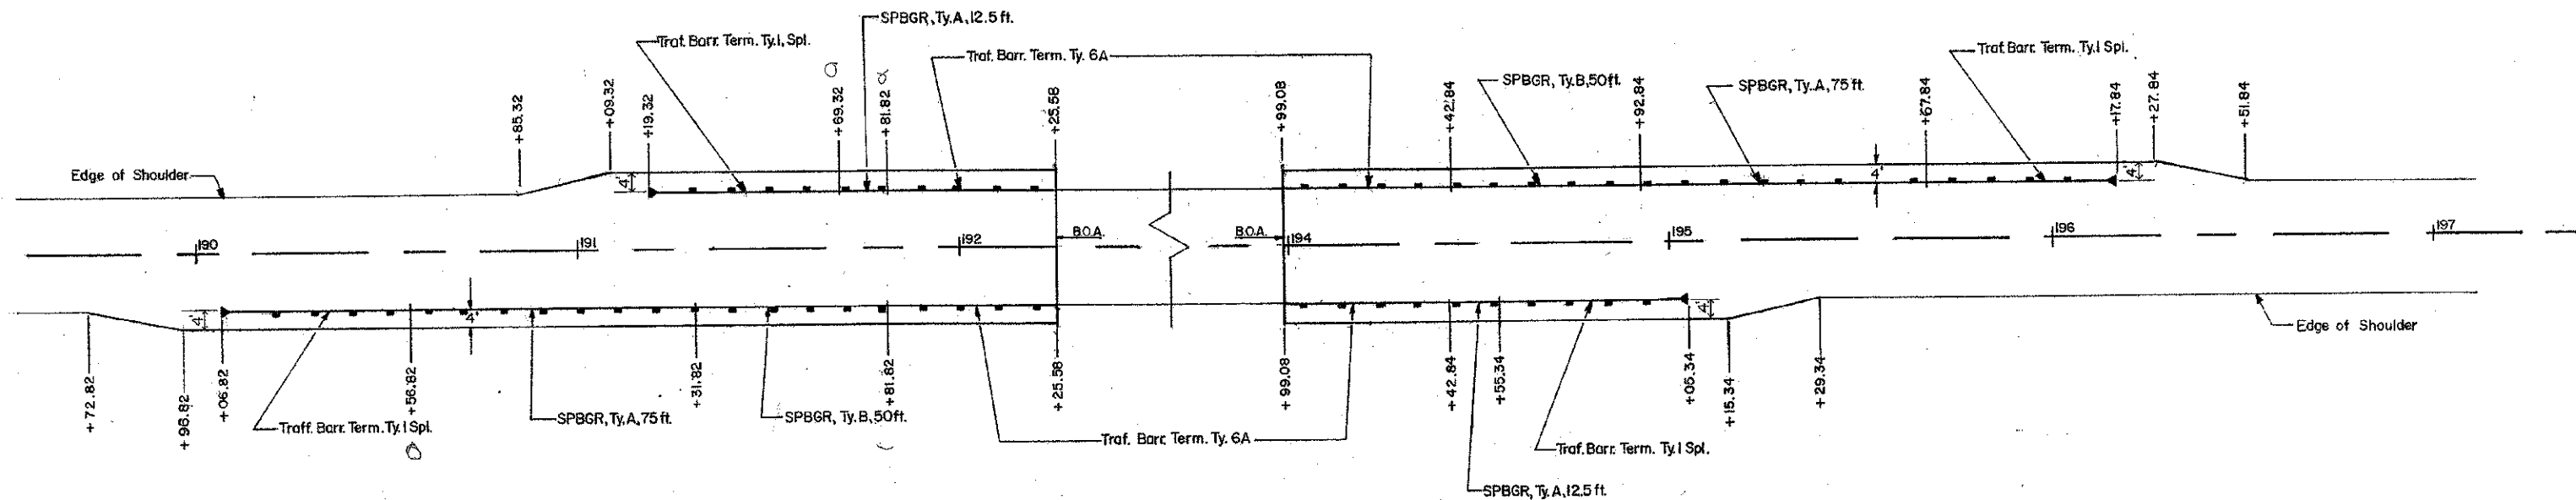 SPBGR, Ty. A, 12.5 ft.
Traf. Barr. Term. Ty. 1, Spl.
Traf. Barr. Term. Ty. 6A
Traf. Barr. Term. Ty. 1 Spl.
SPBGR, Ty. B, 50 ft.
SPBGR, Ty. A, 75 ft.
+85.32
+09.32
+19.32
+69.32
+81.82
+25.58
+99.08
+42.84
+92.84
+67.84
+17.84
+27.84
+51.84
Edge of Shoulder
4'
4'
4'
190
191
192
B.O.A.
B.O.A.
194
195
196
197
4'
4'
4'
Edge of Shoulder
+72.82
+96.82
+06.82
+56.82
+31.82
+81.82
+25.58
+99.08
+42.84
+55.34
+05.34
+15.34
+29.34
Traff. Barr. Term. Ty. 1 Spl.
SPBGR, Ty. A, 75 ft.
SPBGR, Ty. B, 50 ft.
Traf. Barr. Term. Ty. 6A
Traf. Barr. Term. Ty. 1 Spl.
SPBGR, Ty. A, 12.5 ft.